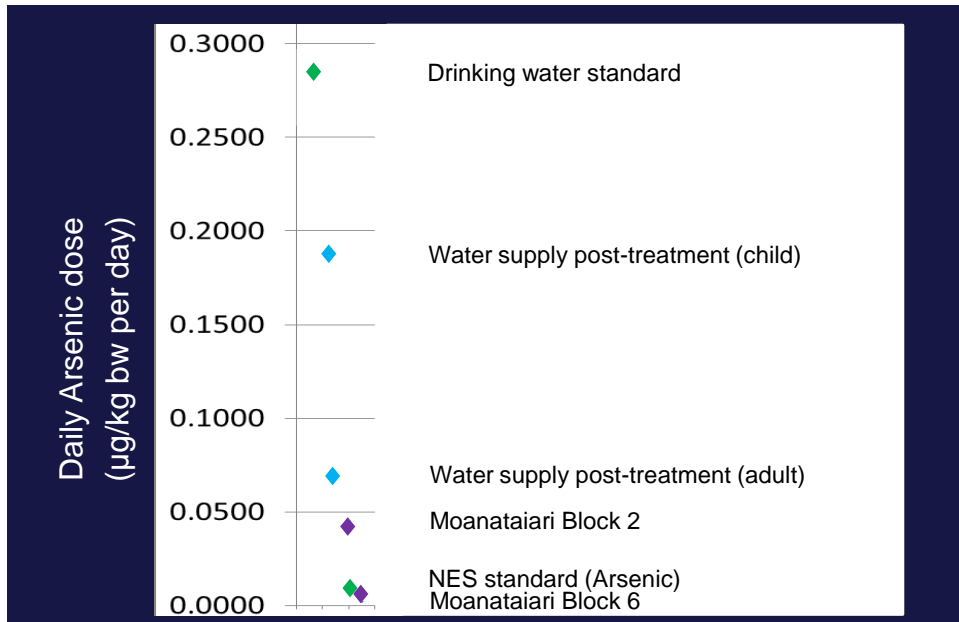 Daily Arsenic dose
(µg/kg bw per day)
0.3000
Drinking water standard
0.2500
0.2000
Water supply post-treatment (child)
0.1500
0.1000
Water supply post-treatment (adult)
0.0500
Moanataiari Block 2
NES standard (Arsenic)
0.0000
Moanataiari Block 6